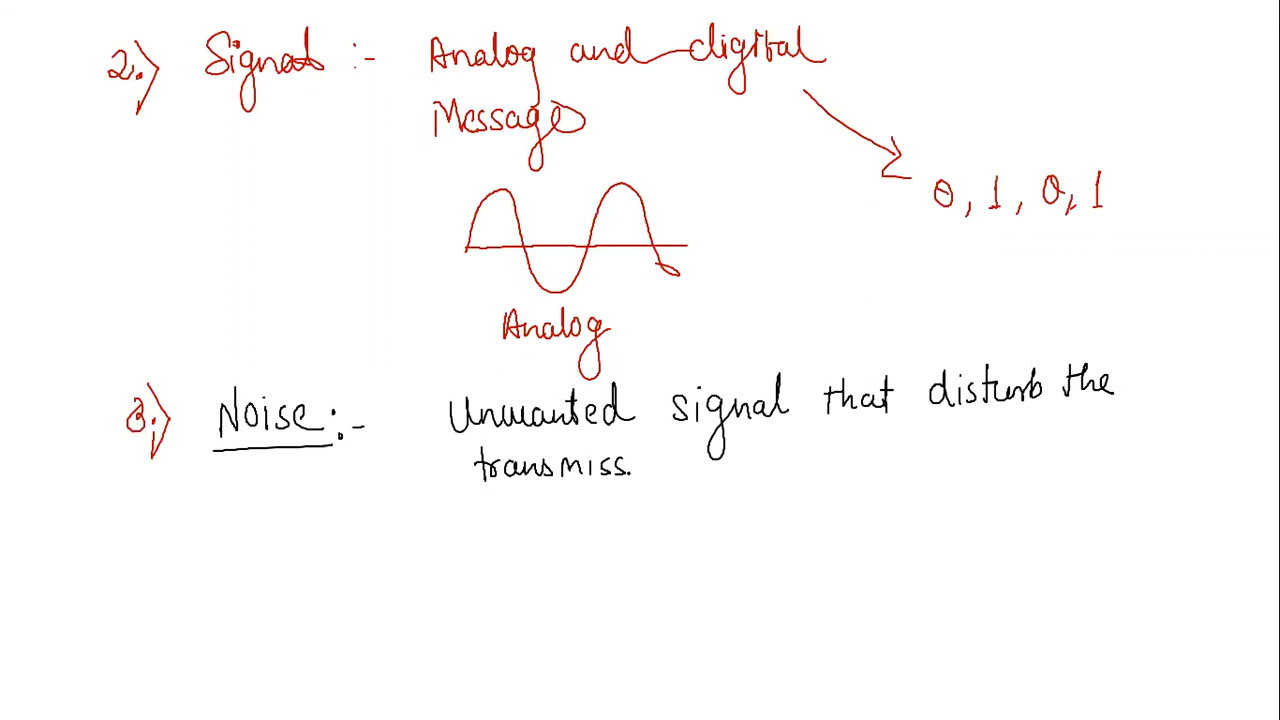 2.) Signal :- Analog and digital
Message
0, 1, 0, 1
Analog
3.) Noise :- Unwanted signal that disturb the
transmiss.